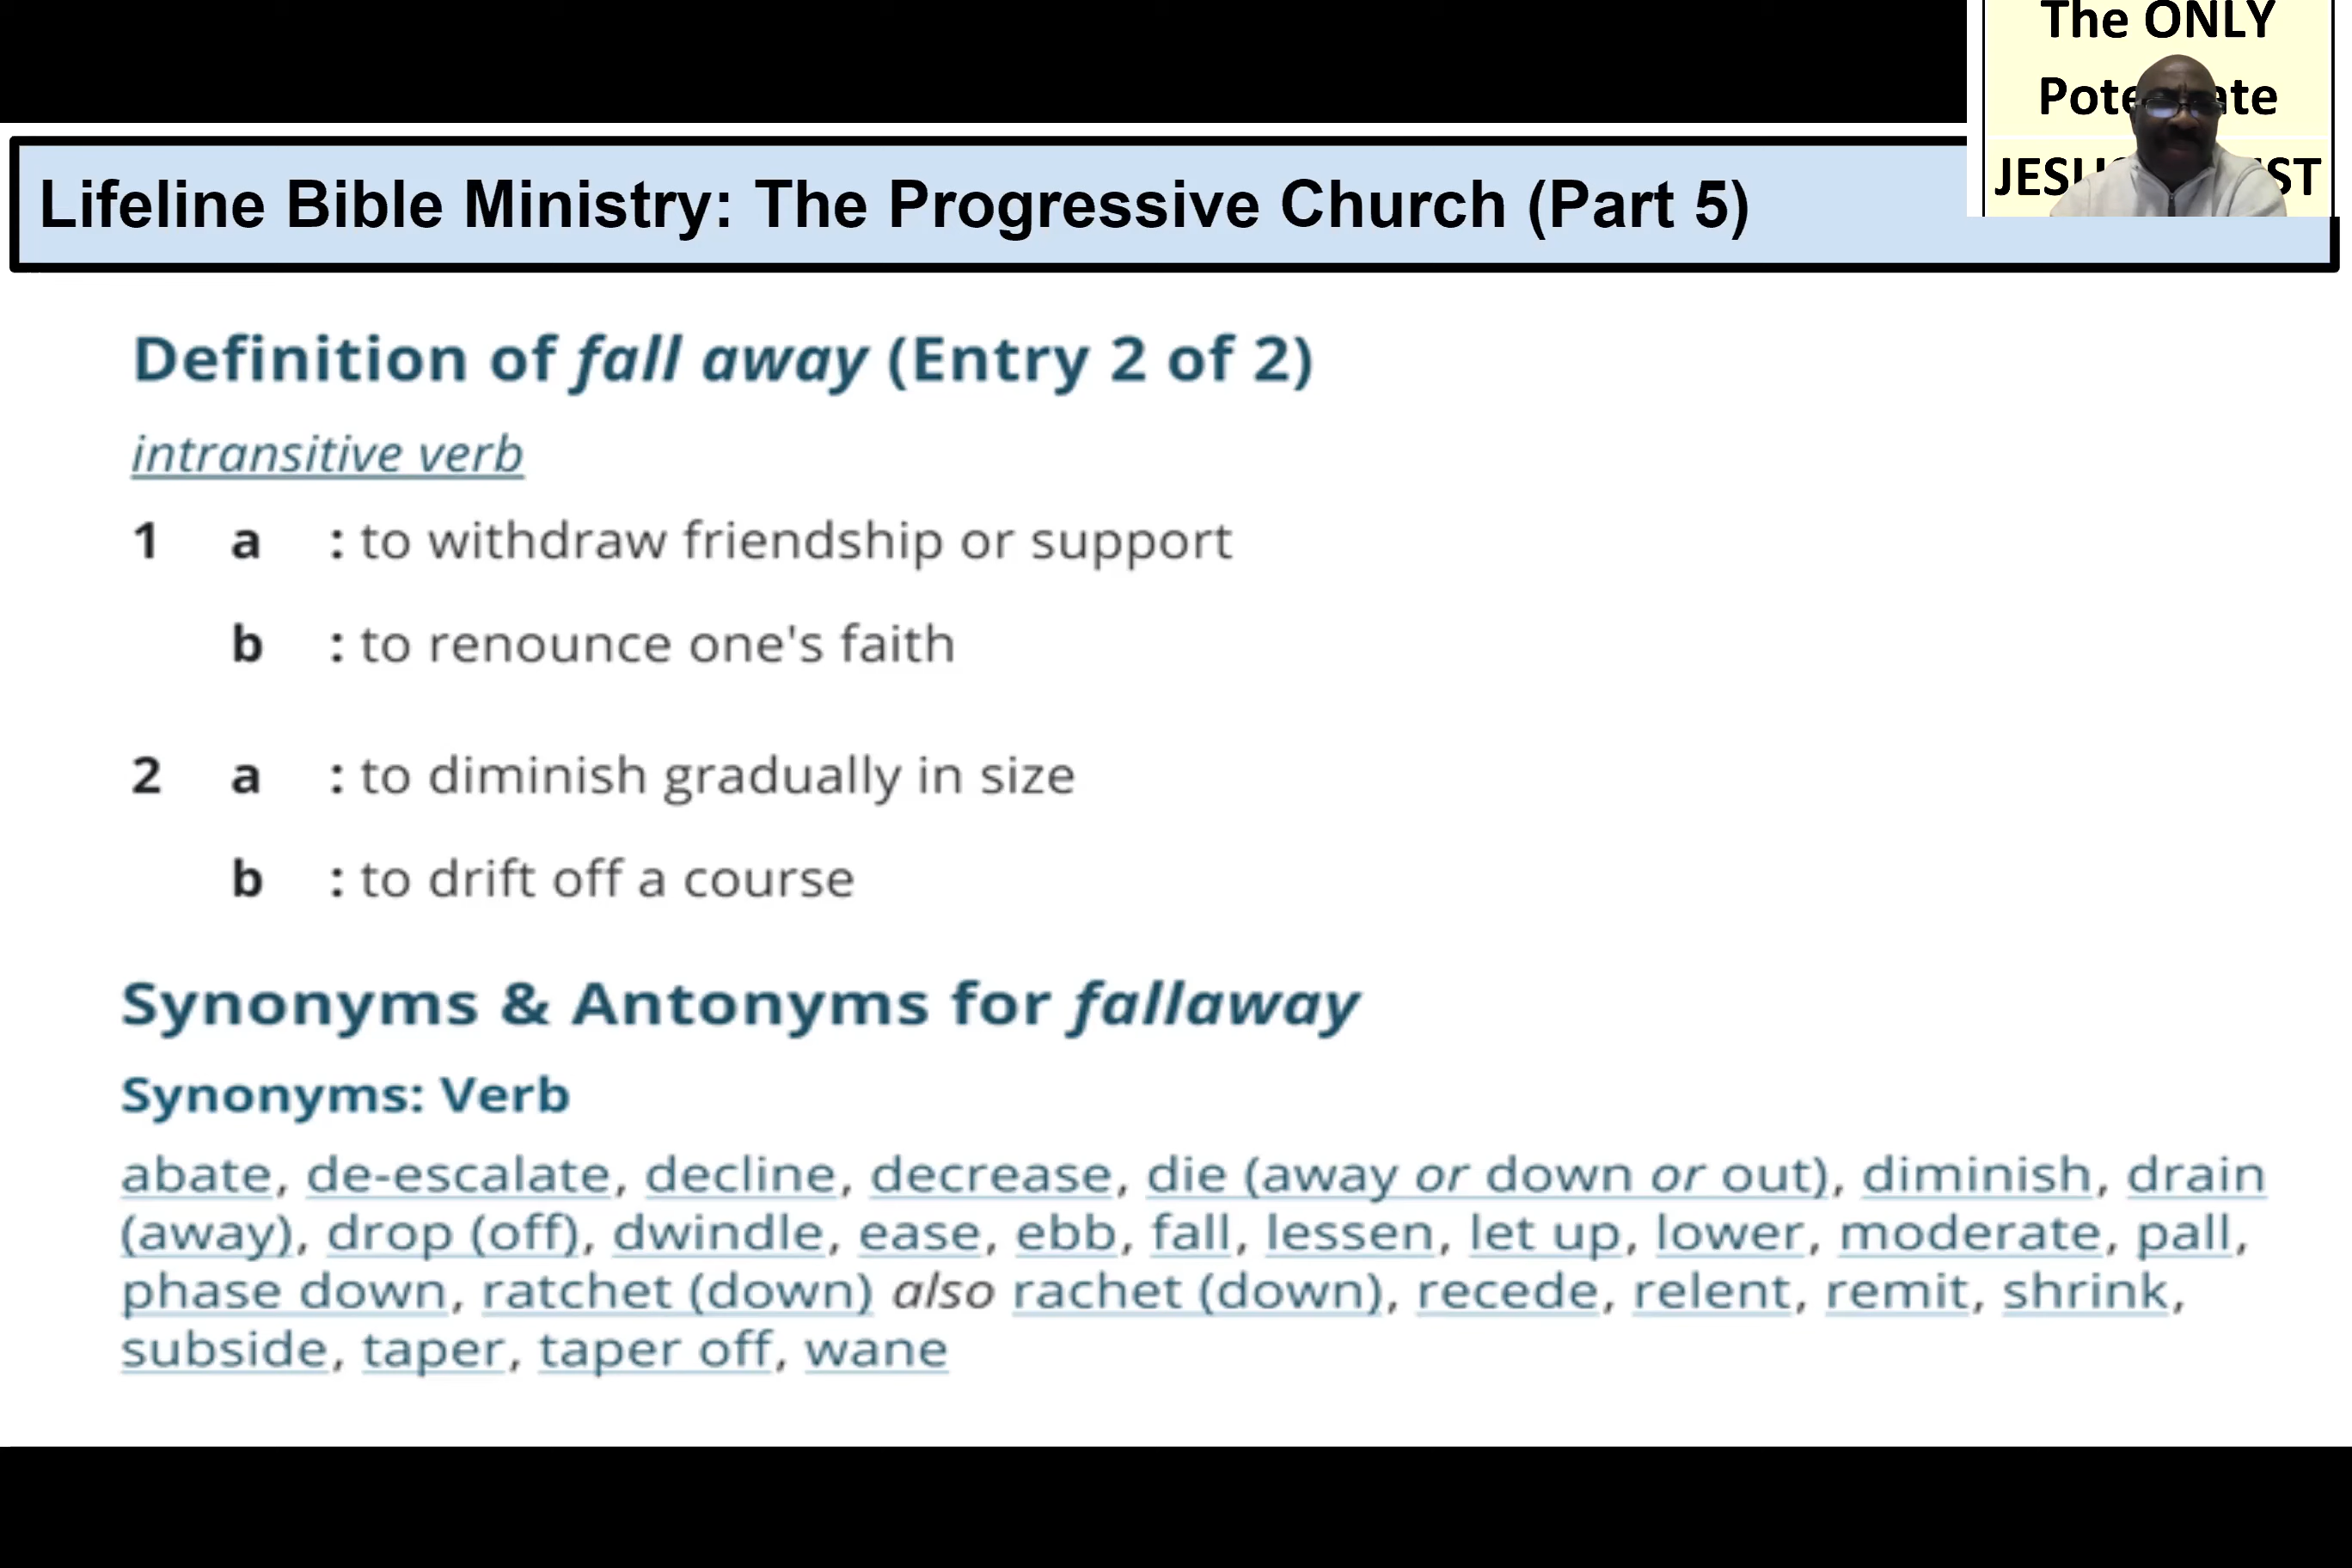 The ONLY
JESUS
Lifeline Bible Ministry: The Progressive Church (Part 5)
Definition of fall away (Entry 2 of 2)
intransitive verb
1 a : to withdraw friendship or support
b : to renounce one's faith
2 a : to diminish gradually in size
b : to drift off a course
Synonyms & Antonyms for fallaway
Synonyms: Verb
abate, de-escalate, decline, decrease, die (away or down or out), diminish, drain
(away), drop (off), dwindle, ease, ebb, fall, lessen, let up, lower, moderate, pall,
phase down, ratchet (down) also rachet (down), recede, relent, remit, shrink,
subside, taper, taper off, wane